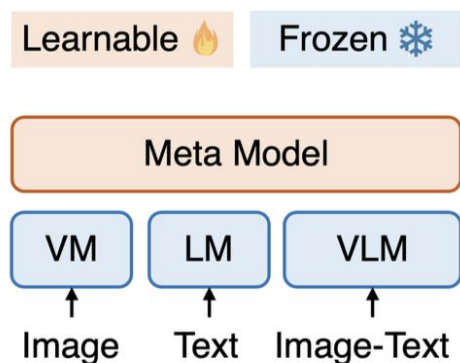 Learnable Frozen
Meta Model
VM LM VLM
Image Text Image-Text